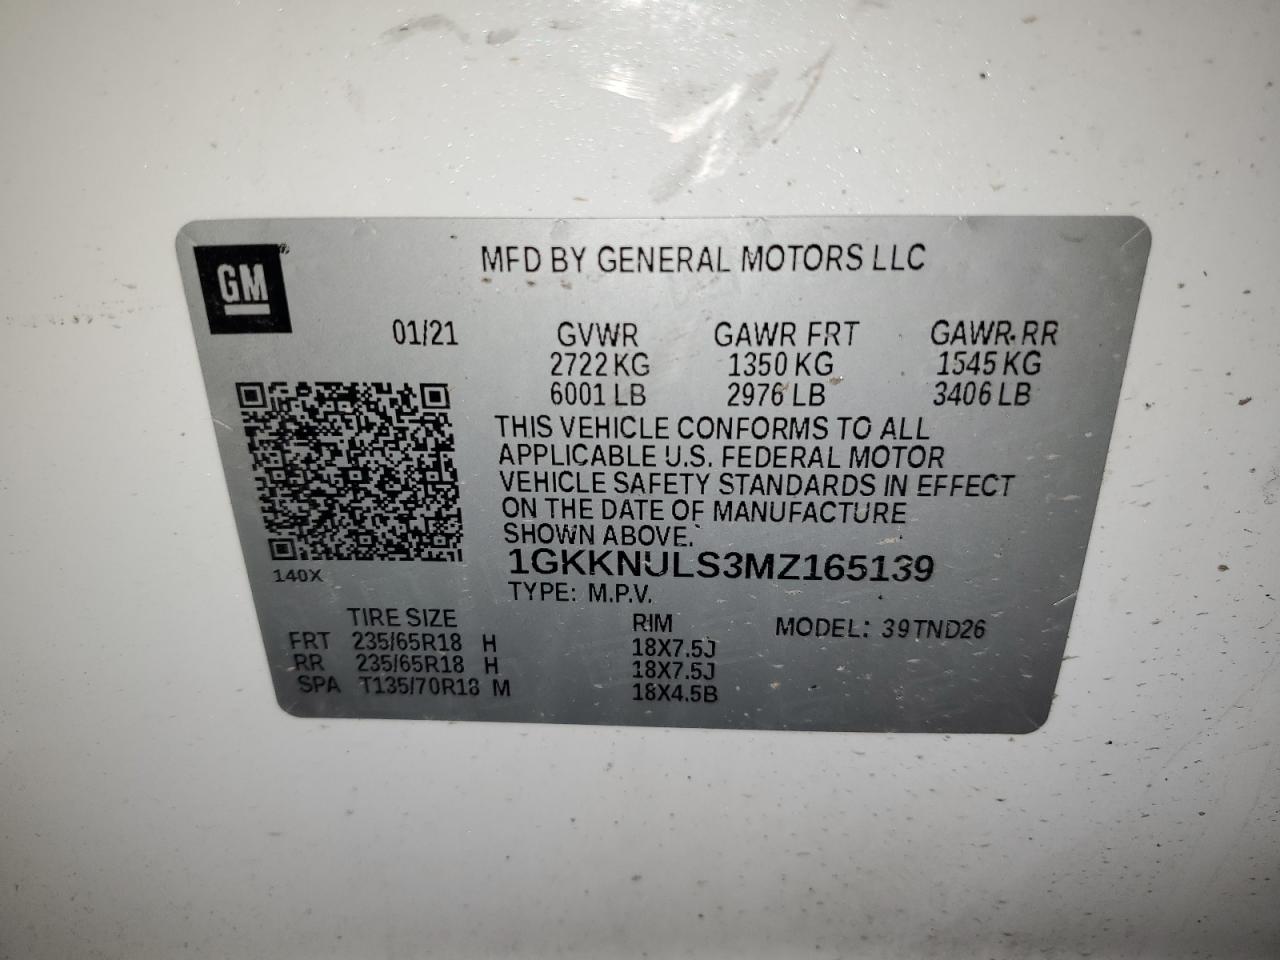 GM®
MFD BY GENERAL MOTORS LLC
01/21 GVWR GAWR FRT GAWR RR
2722 KG 1350 KG 1545 KG
6001 LB 2976 LB 3406 LB
THIS VEHICLE CONFORMS TO ALL
APPLICABLE U.S. FEDERAL MOTOR
VEHICLE SAFETY STANDARDS IN EFFECT
ON THE DATE OF MANUFACTURE
SHOWN ABOVE.
1GKKNULS3MZ165139
140X
TYPE: M.P.V.
TIRE SIZE RIM MODEL: 39TND26
FRT 235/65R18 H 18X7.5J
RR 235/65R18 H 18X7.5J
SPA T135/70R18 M 18X4.5B